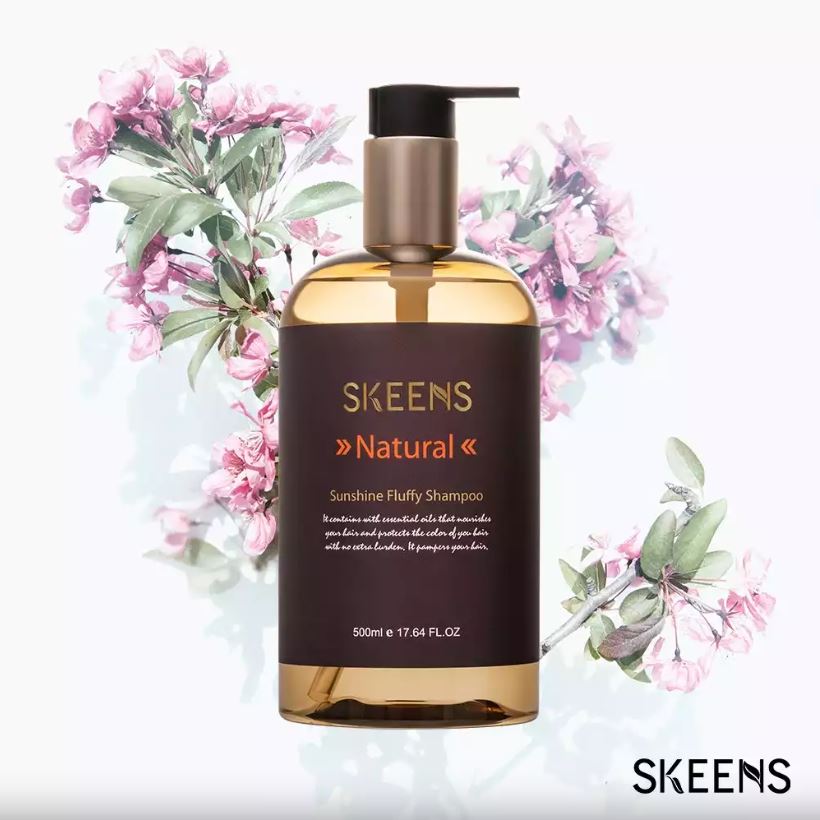 SKEENS
»Natural«
Sunshine Fluffy Shampoo
It contains with essential oils that nourishes
your hair and protects the color of you hair
with no extra burden. It pampers your hair.
500ml e 17.64 FL.OZ
SKEENS